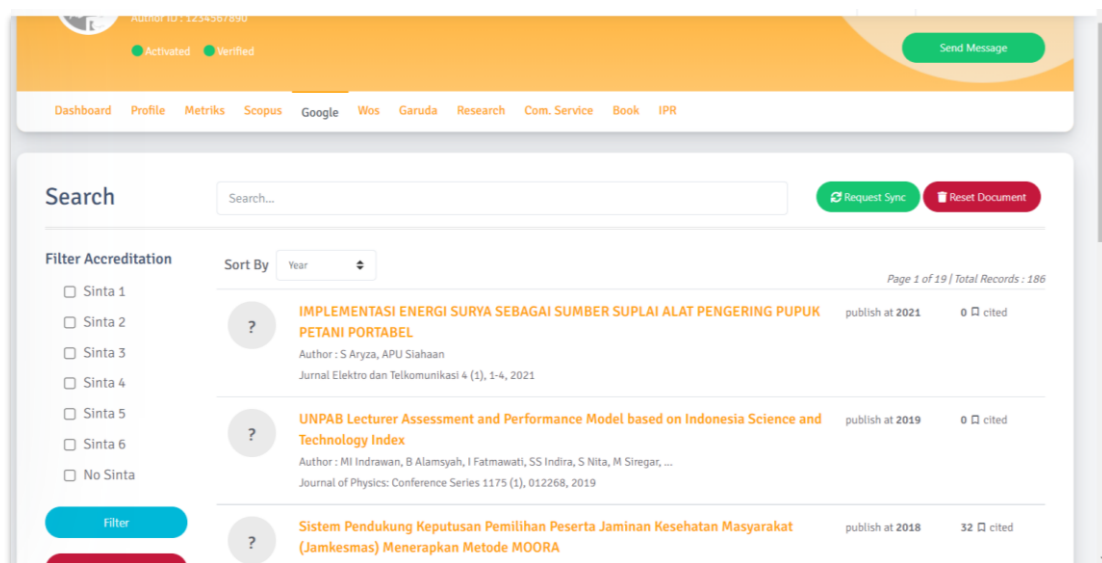 Author ID : 1234567890
Activated Verified
Send Message
Dashboard Profile Metriks Scopus Google Wos Garuda Research Com. Service Book IPR
Search
Search...
Request Sync
Reset Document
Filter Accreditation
Sinta 1
Sinta 2
Sinta 3
Sinta 4
Sinta 5
Sinta 6
No Sinta
Filter
Sort By Year
Page 1 of 19 | Total Records : 186
?
IMPLEMENTASI ENERGI SURYA SEBAGAI SUMBER SUPLAI ALAT PENGERING PUPUK
PETANI PORTABEL
Author : S Aryza, APU Siahaan
Jurnal Elektro dan Telkomunikasi 4 (1), 1-4, 2021
publish at 2021
0 cited
?
UNPAB Lecturer Assessment and Performance Model based on Indonesia Science and
Technology Index
Author : MI Indrawan, B Alamsyah, I Fatmawati, SS Indira, S Nita, M Siregar, ...
Journal of Physics: Conference Series 1175 (1), 012268, 2019
publish at 2019
0 cited
?
Sistem Pendukung Keputusan Pemilihan Peserta Jaminan Kesehatan Masyarakat
(Jamkesmas) Menerapkan Metode MOORA
publish at 2018
32 cited